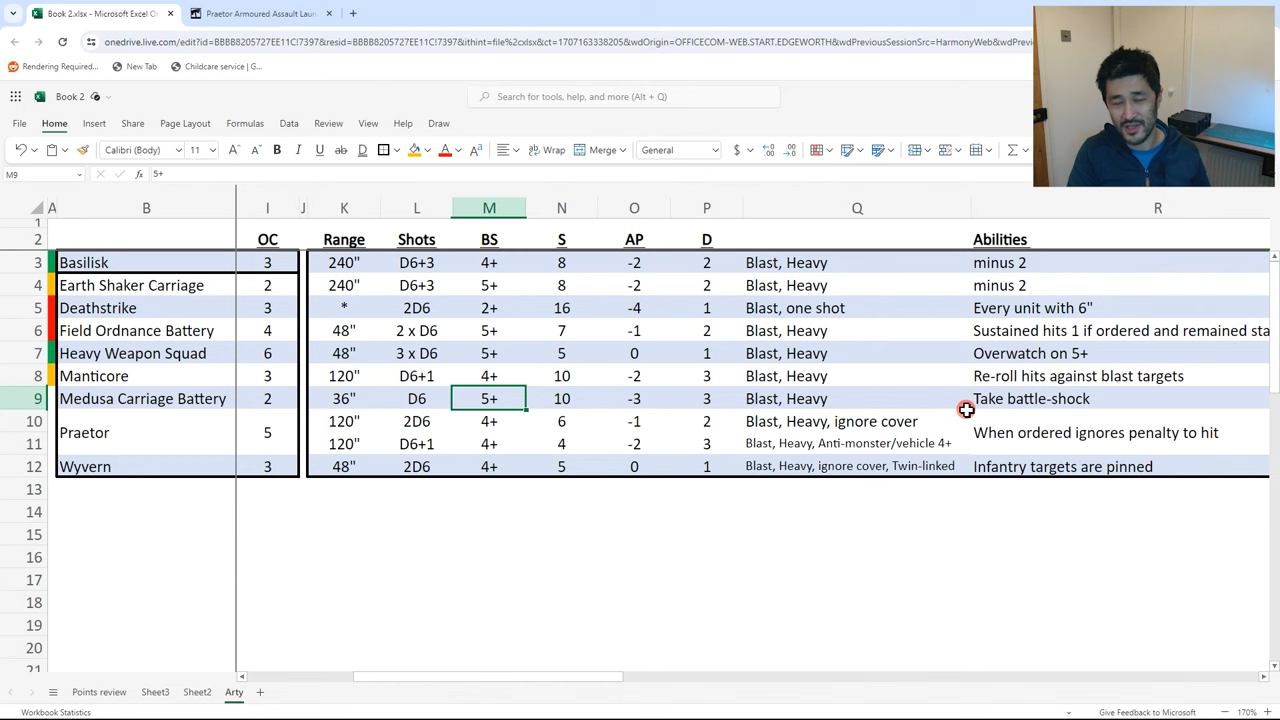 Book 2.xlsx - Microsoft Excel O
Praetor Armoured Assault Laun
onedrive.live.com/edit?id=BBBB8205727EE11C!7397&resid=BBBB8205727EE11C!7397&ithint=file%2cxlsx&ct=1707163338205&wdOrigin=OFFICECOM-WEB.START.EDGEWORTH&wdPreviousSessionSrc=HarmonyWeb&wdPrevious
Rendering Required... New Tab Childcare service | G...
Book 2
Search for tools, help, and more (Alt + Q)
File Home Insert Share Page Layout Formulas Data Review View Help Draw
Calibri (Body) 11 B I U ab D A Wrap Merge General $
M9 fx 5+
A B I J K L M N O P Q R
1
2 OC Range Shots BS S AP D Abilities
3 Basilisk 3 240" D6+3 4+ 8 -2 2 Blast, Heavy minus 2
4 Earth Shaker Carriage 2 240" D6+3 5+ 8 -2 2 Blast, Heavy minus 2
5 Deathstrike 3 * 2D6 2+ 16 -4 1 Blast, one shot Every unit with 6"
6 Field Ordnance Battery 4 48" 2 x D6 5+ 7 -1 2 Blast, Heavy Sustained hits 1 if ordered and remained sta
7 Heavy Weapon Squad 6 48" 3 x D6 5+ 5 0 1 Blast, Heavy Overwatch on 5+
8 Manticore 3 120" D6+1 4+ 10 -2 3 Blast, Heavy Re-roll hits against blast targets
9 Medusa Carriage Battery 2 36" D6 5+ 10 -3 3 Blast, Heavy Take battle-shock
10 120" 2D6 4+ 6 -1 2 Blast, Heavy, ignore cover
Praetor 5 When ordered ignores penalty to hit
11 120" D6+1 4+ 4 -2 3 Blast, Heavy, Anti-monster/vehicle 4+
12 Wyvern 3 48" 2D6 4+ 5 0 1 Blast, Heavy, ignore cover, Twin-linked Infantry targets are pinned
13
14
15
16
17
18
19
20
21
Points review Sheet3 Sheet2 Arty
Workbook Statistics Give Feedback to Microsoft 170%